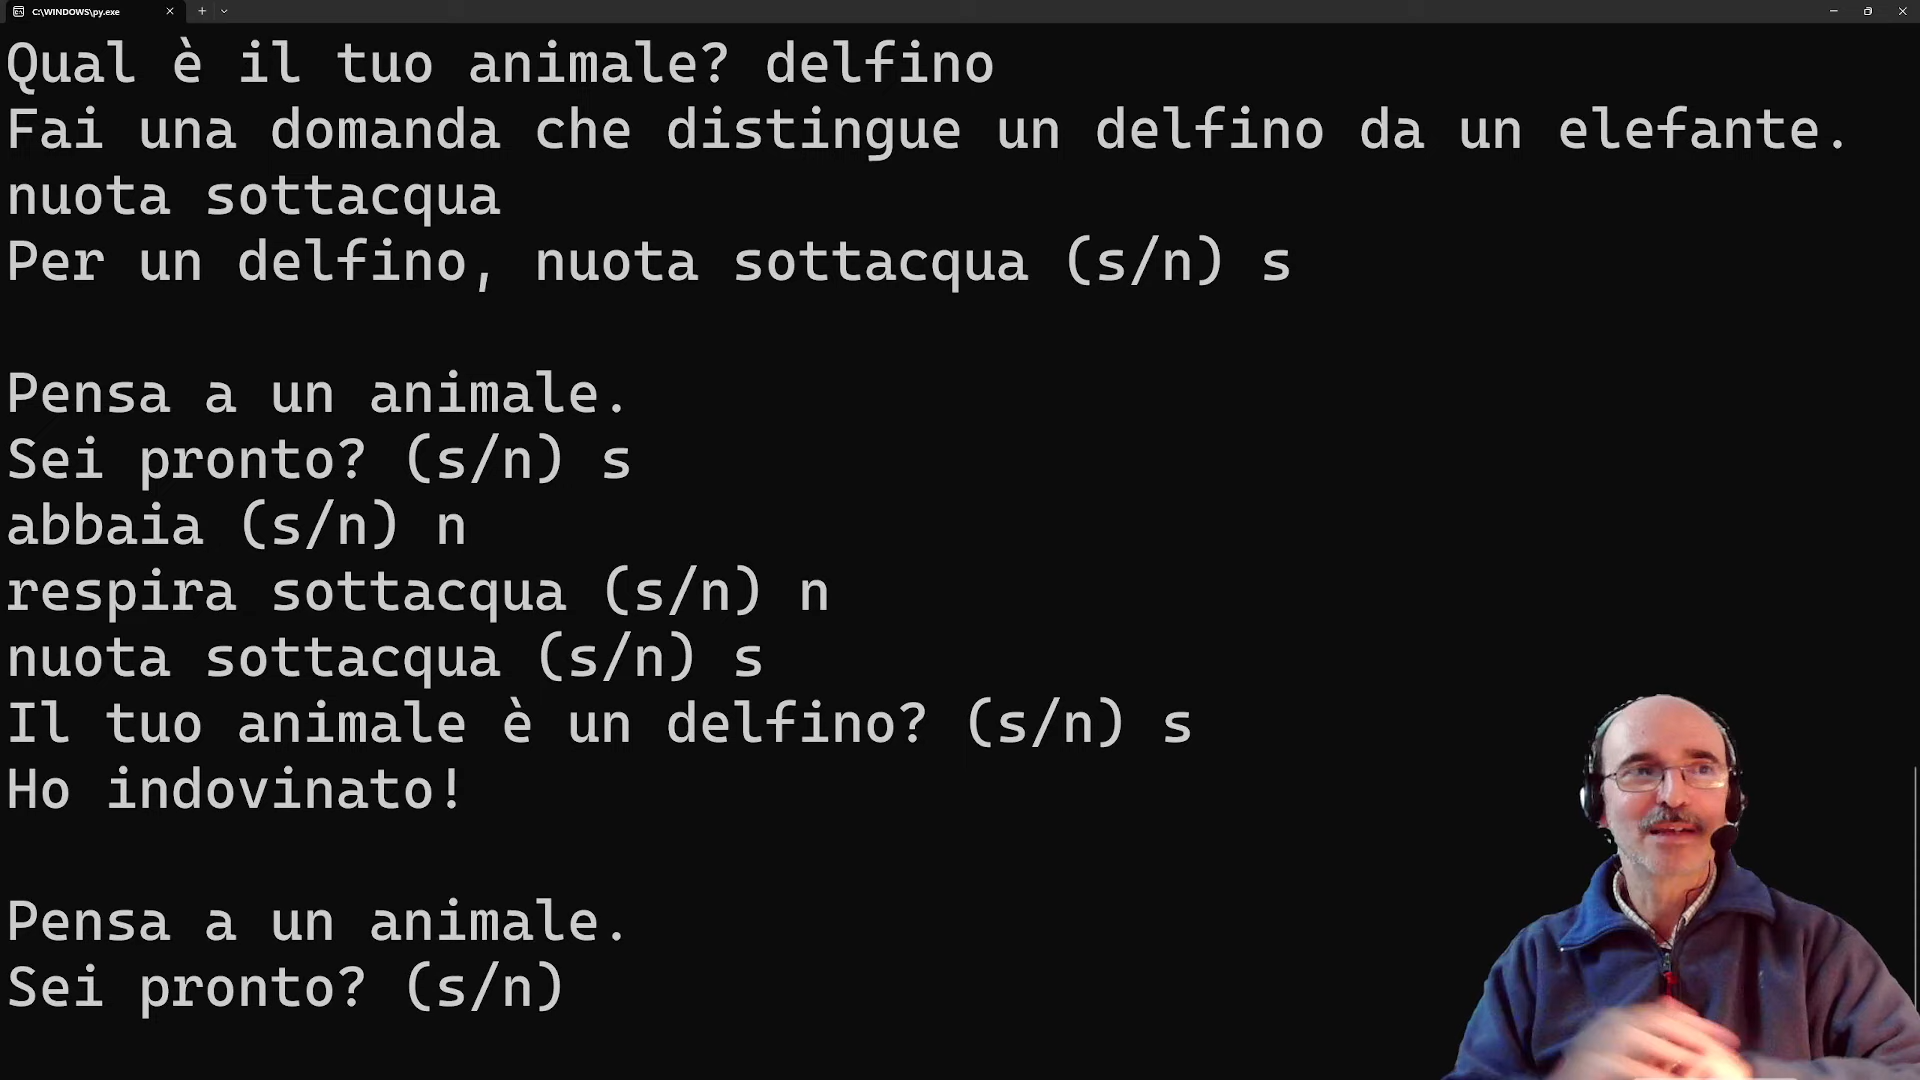 C:\WINDOWS\py.exe
Qual è il tuo animale? delfino
Fai una domanda che distingue un delfino da un elefante.
nuota sottacqua
Per un delfino, nuota sottacqua (s/n) s
Pensa a un animale.
Sei pronto? (s/n) s
abbaia (s/n) n
respira sottacqua (s/n) n
nuota sottacqua (s/n) s
Il tuo animale è un delfino? (s/n) s
Ho indovinato!
Pensa a un animale.
Sei pronto? (s/n)